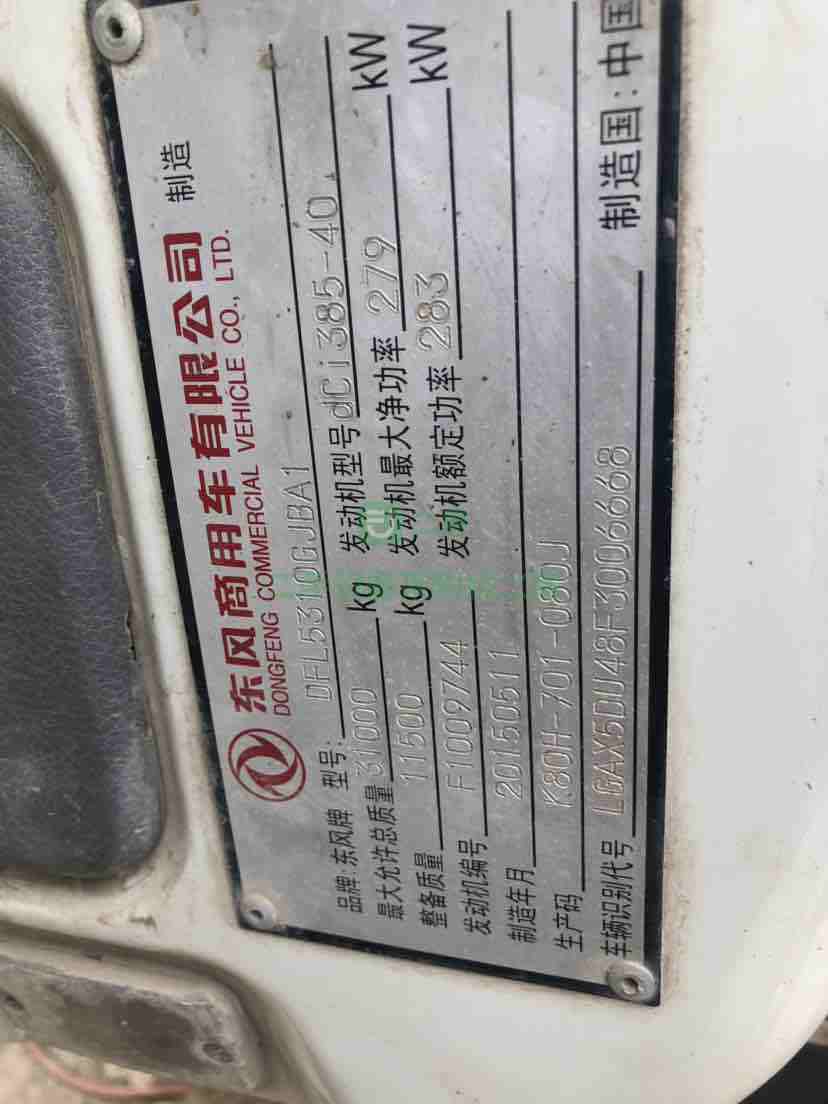 东风商用车有限公司 制造
DONGFENG COMMERCIAL VEHICLE CO., LTD.
品牌:东风牌 型号: DFL5310GJBA1
最大允许总质量 31000 kg 发动机型号 dCi385-40
整备质量 11500 kg 发动机最大净功率 279 kW
发动机编号 F1009744 发动机额定功率 283 kW
制造年月 20150511
生产码 K80H-701-080J
车辆识别代号 LGAX5DU48F3006668 制造国:中国